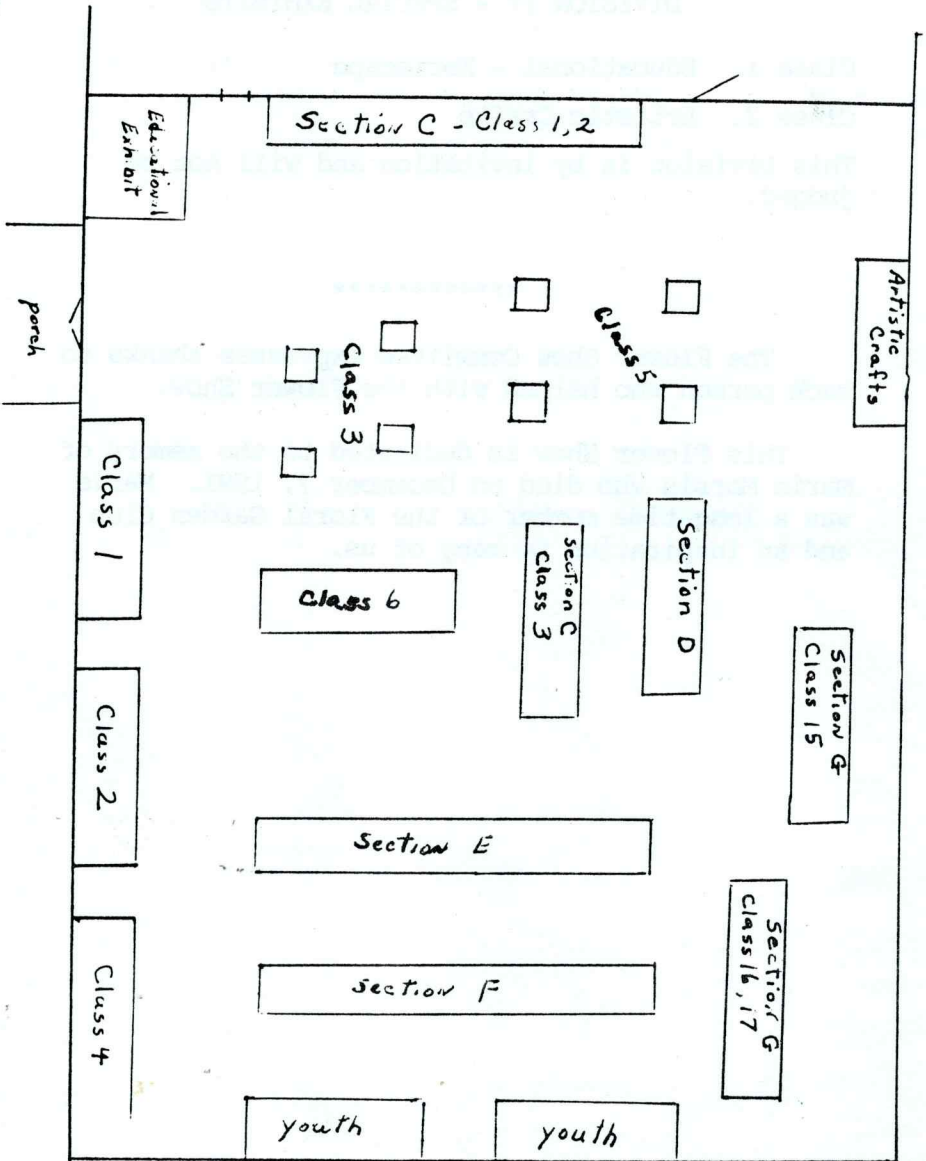 Section C - Class 1,2
Educational
Exhibit
Artistic
Crafts
porch
Class 5
Class 3
Class 1
Section C
Class 3
Section D
Class 6
Section G
Class 15
Class 2
Section E
Section G
Class 16, 17
Section F
Class 4
youth
youth